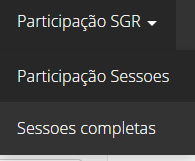 Participação SGR
Participação Sessoes
Sessoes completas